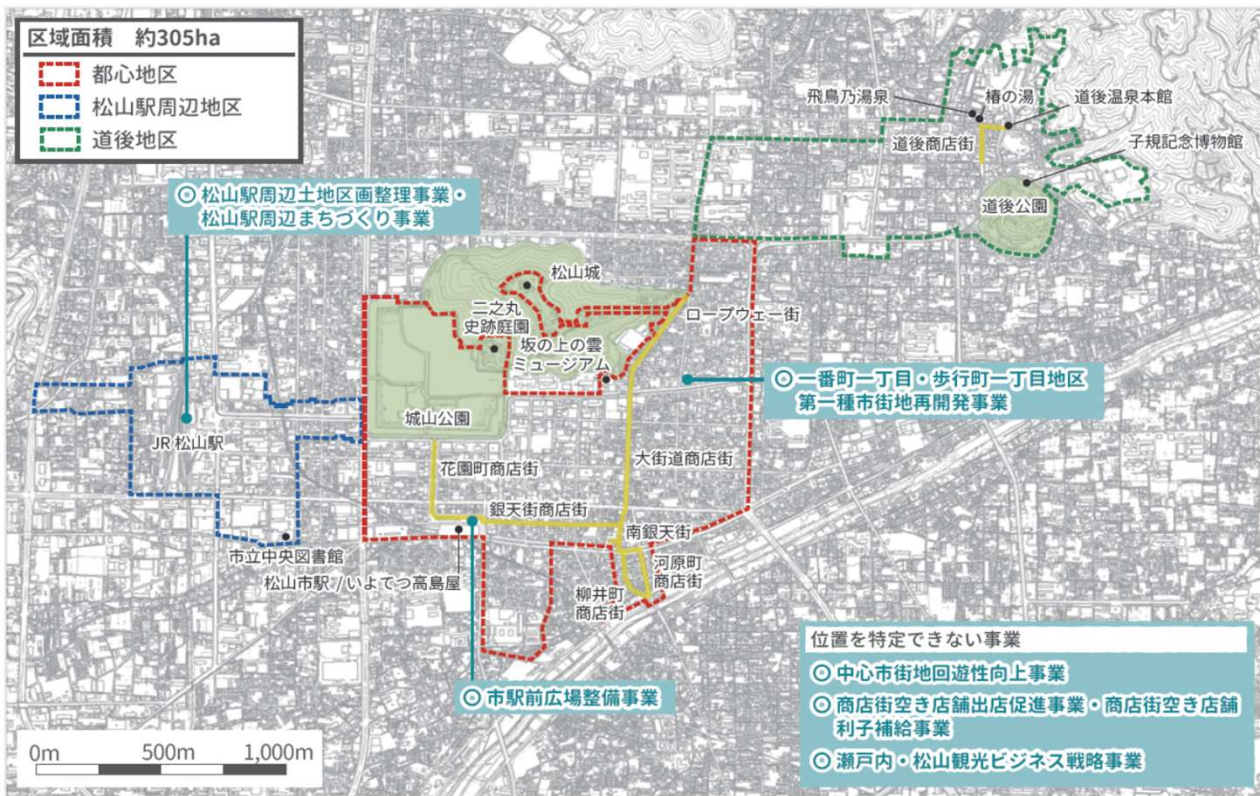 区域面積　約305ha
都心地区
松山駅周辺地区
道後地区
飛鳥乃湯泉
椿の湯
道後温泉本館
道後商店街
子規記念博物館
道後公園
◎ 松山駅周辺土地区画整理事業・
松山駅周辺まちづくり事業
松山城
二之丸
史跡庭園
坂の上の雲
ミュージアム
ロープウェー街
◎ 一番町一丁目・歩行町一丁目地区
第一種市街地再開発事業
城山公園
JR 松山駅
花園町商店街
大街道商店街
銀天街商店街
南銀天街
市立中央図書館
松山市駅 / いよてつ高島屋
河原町
商店街
柳井町
商店街
◎ 市駅前広場整備事業
位置を特定できない事業
◎ 中心市街地回遊性向上事業
◎ 商店街空き店舗出店促進事業・商店街空き店舗
利子補給事業
◎ 瀬戸内・松山観光ビジネス戦略事業
0m 500m 1,000m